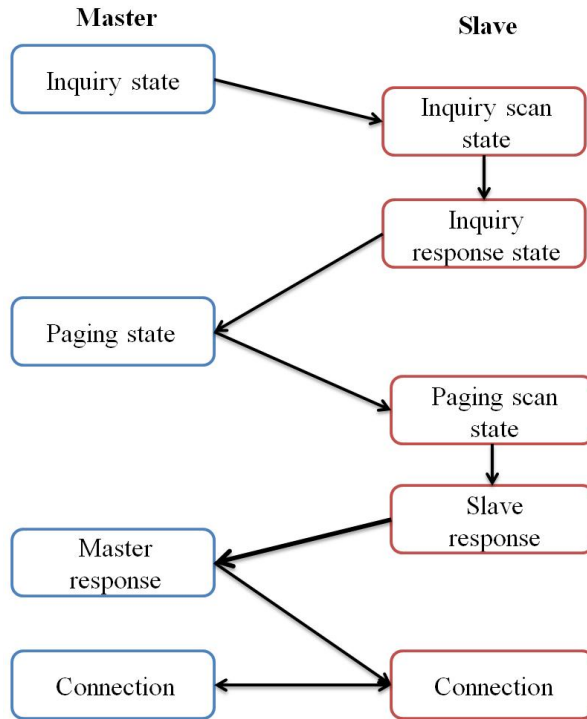 Master
Slave
Inquiry state
Inquiry scan
state
Inquiry
response state
Paging state
Paging scan
state
Slave
response
Master
response
Connection
Connection